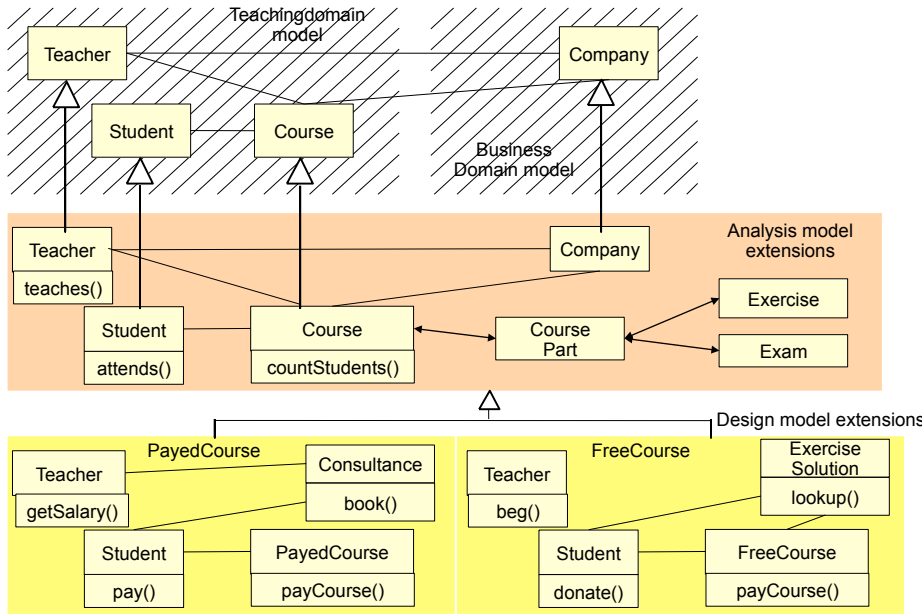 Teachingdomain
model
Teacher
Company
Student
Course
Business
Domain model
Teacher
teaches()
Company
Analysis model
extensions
Student
attends()
Course
countStudents()
Course
Part
Exercise
Exam
Design model extensions
PayedCourse
Teacher
getSalary()
Consultance
book()
Student
pay()
PayedCourse
payCourse()
FreeCourse
Teacher
beg()
Exercise
Solution
lookup()
Student
donate()
FreeCourse
payCourse()